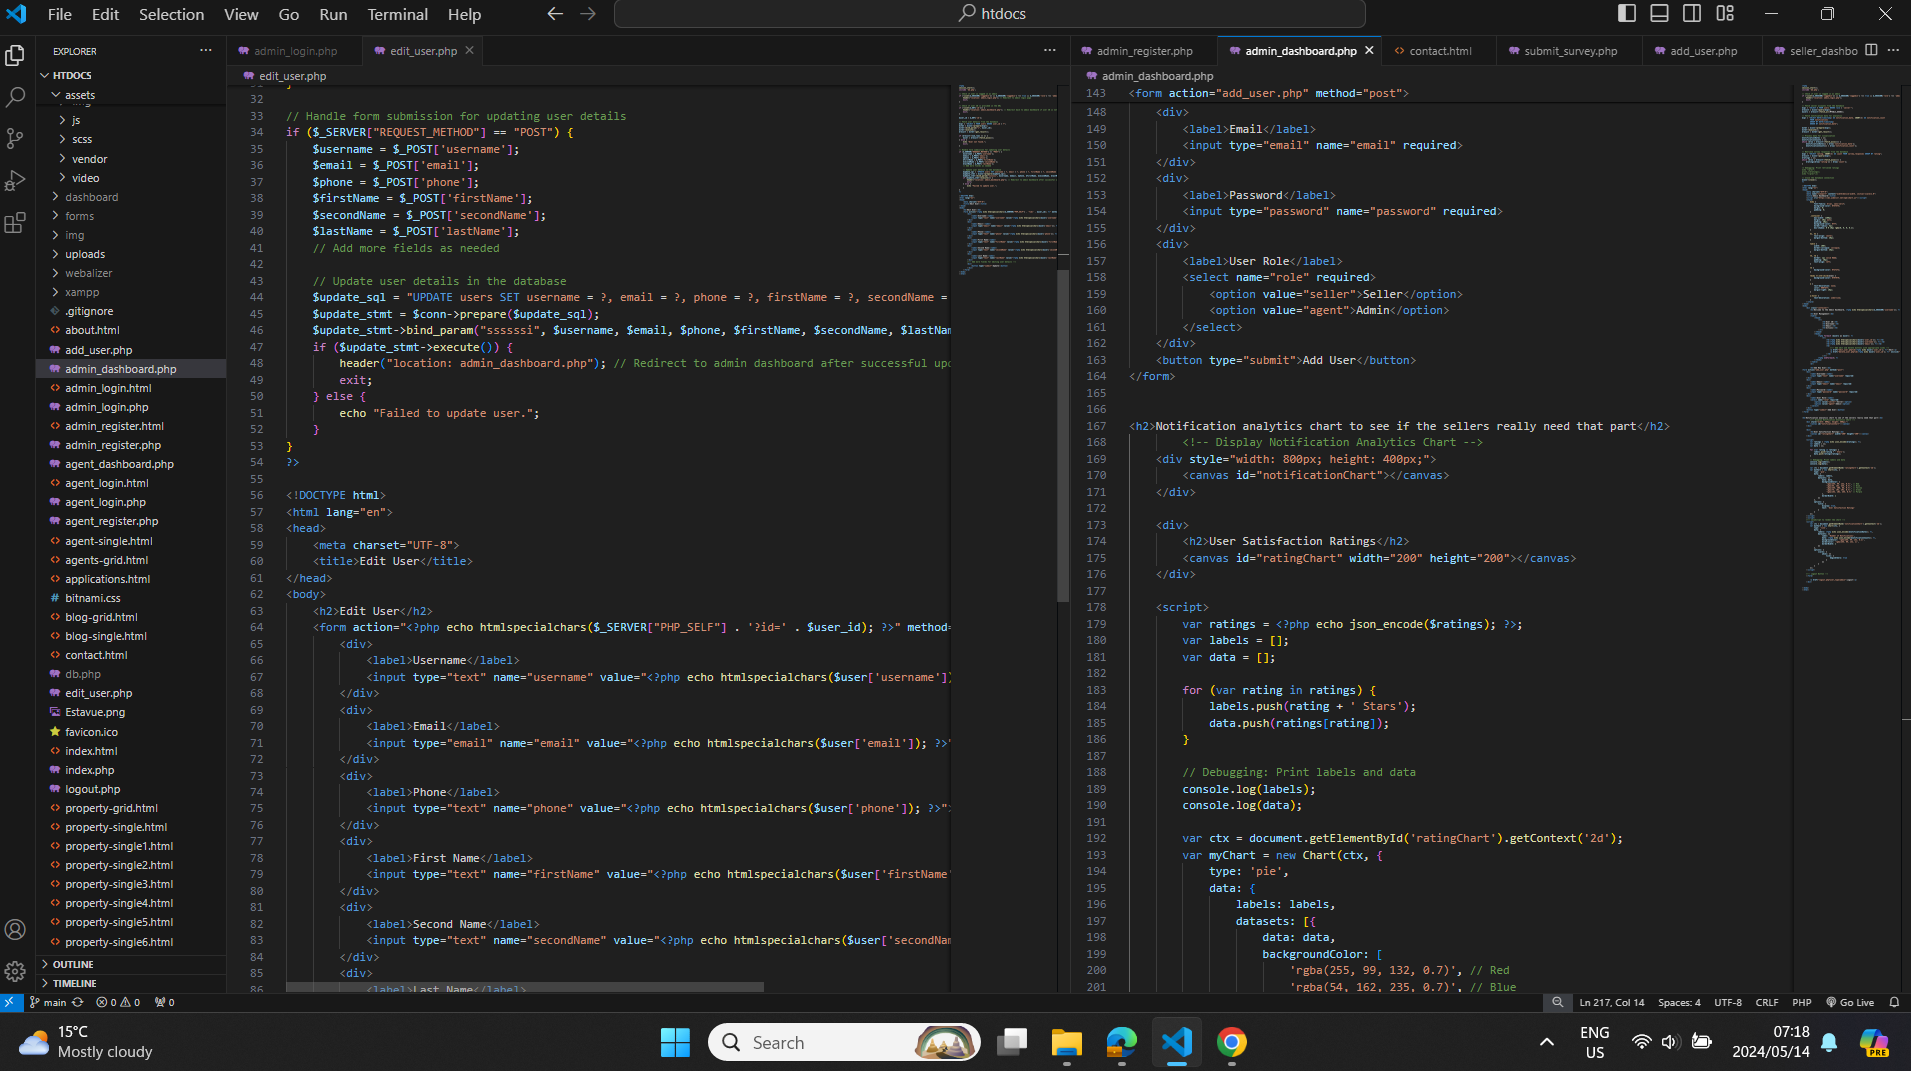 File Edit Selection View Go Run Terminal Help
htdocs
EXPLORER
HTDOCS
assets
js
scss
vendor
video
dashboard
forms
img
uploads
webalizer
xampp
.gitignore
about.html
add_user.php
admin_dashboard.php
admin_login.html
admin_login.php
admin_register.html
admin_register.php
agent_dashboard.php
agent_login.html
agent_login.php
agent_register.php
agent-single.html
agents-grid.html
applications.html
bitnami.css
blog-grid.html
blog-single.html
contact.html
db.php
edit_user.php
Estavue.png
favicon.ico
index.html
index.php
logout.php
property-grid.html
property-single.html
property-single1.html
property-single2.html
property-single3.html
property-single4.html
property-single5.html
property-single6.html
OUTLINE
TIMELINE
admin_login.php edit_user.php
edit_user.php
32
33 // Handle form submission for updating user details
34 if ($_SERVER["REQUEST_METHOD"] == "POST") {
35 $username = $_POST['username'];
36 $email = $_POST['email'];
37 $phone = $_POST['phone'];
38 $firstName = $_POST['firstName'];
39 $secondName = $_POST['secondName'];
40 $lastName = $_POST['lastName'];
41 // Add more fields as needed
42
43 // Update user details in the database
44 $update_sql = "UPDATE users SET username = ?, email = ?, phone = ?, firstName = ?, secondName =
45 $update_stmt = $conn->prepare($update_sql);
46 $update_stmt->bind_param("ssssssi", $username, $email, $phone, $firstName, $secondName, $lastNam
47 if ($update_stmt->execute()) {
48 header("location: admin_dashboard.php"); // Redirect to admin dashboard after successful upd
49 exit;
50 } else {
51 echo "Failed to update user.";
52 }
53 }
54 ?>
55
56 <!DOCTYPE html>
57 <html lang="en">
58 <head>
59 <meta charset="UTF-8">
60 <title>Edit User</title>
61 </head>
62 <body>
63 <h2>Edit User</h2>
64 <form action="<?php echo htmlspecialchars($_SERVER["PHP_SELF"] . '?id=' . $user_id); ?>" method=
65 <div>
66 <label>Username</label>
67 <input type="text" name="username" value="<?php echo htmlspecialchars($user['username'])
68 </div>
69 <div>
70 <label>Email</label>
71 <input type="email" name="email" value="<?php echo htmlspecialchars($user['email']); ?>"
72 </div>
73 <div>
74 <label>Phone</label>
75 <input type="text" name="phone" value="<?php echo htmlspecialchars($user['phone']); ?>">
76 </div>
77 <div>
78 <label>First Name</label>
79 <input type="text" name="firstName" value="<?php echo htmlspecialchars($user['firstName'
80 </div>
81 <div>
82 <label>Second Name</label>
83 <input type="text" name="secondName" value="<?php echo htmlspecialchars($user['secondNam
84 </div>
85 <div>
86 <label>Last Name</label>
admin_register.php admin_dashboard.php contact.html submit_survey.php add_user.php seller_dashbo
admin_dashboard.php
143 <form action="add_user.php" method="post">
148 <div>
149 <label>Email</label>
150 <input type="email" name="email" required>
151 </div>
152 <div>
153 <label>Password</label>
154 <input type="password" name="password" required>
155 </div>
156 <div>
157 <label>User Role</label>
158 <select name="role" required>
159 <option value="seller">Seller</option>
160 <option value="agent">Admin</option>
161 </select>
162 </div>
163 <button type="submit">Add User</button>
164 </form>
165
166
167 <h2>Notification analytics chart to see if the sellers really need that part</h2>
168 <!-- Display Notification Analytics Chart -->
169 <div style="width: 800px; height: 400px;">
170 <canvas id="notificationChart"></canvas>
171 </div>
172
173 <div>
174 <h2>User Satisfaction Ratings</h2>
175 <canvas id="ratingChart" width="200" height="200"></canvas>
176 </div>
177
178 <script>
179 var ratings = <?php echo json_encode($ratings); ?>;
180 var labels = [];
181 var data = [];
182
183 for (var rating in ratings) {
184 labels.push(rating + ' Stars');
185 data.push(ratings[rating]);
186 }
187
188 // Debugging: Print labels and data
189 console.log(labels);
190 console.log(data);
191
192 var ctx = document.getElementById('ratingChart').getContext('2d');
193 var myChart = new Chart(ctx, {
194 type: 'pie',
195 data: {
196 labels: labels,
197 datasets: [{
198 data: data,
199 backgroundColor: [
200 'rgba(255, 99, 132, 0.7)', // Red
201 'rgba(54, 162, 235, 0.7)', // Blue
main 0 0 0 Ln 217, Col 14 Spaces: 4 UTF-8 CRLF PHP Go Live
15°C
Mostly cloudy
Search
ENG
US
07:18
2024/05/14
PRE